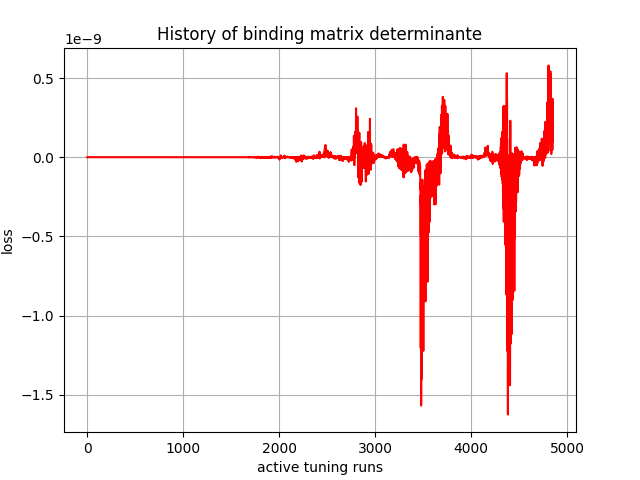 History of binding matrix determinante
1e−9
0.5
0.0
−0.5
−1.0
−1.5
loss
0 1000 2000 3000 4000 5000
active tuning runs